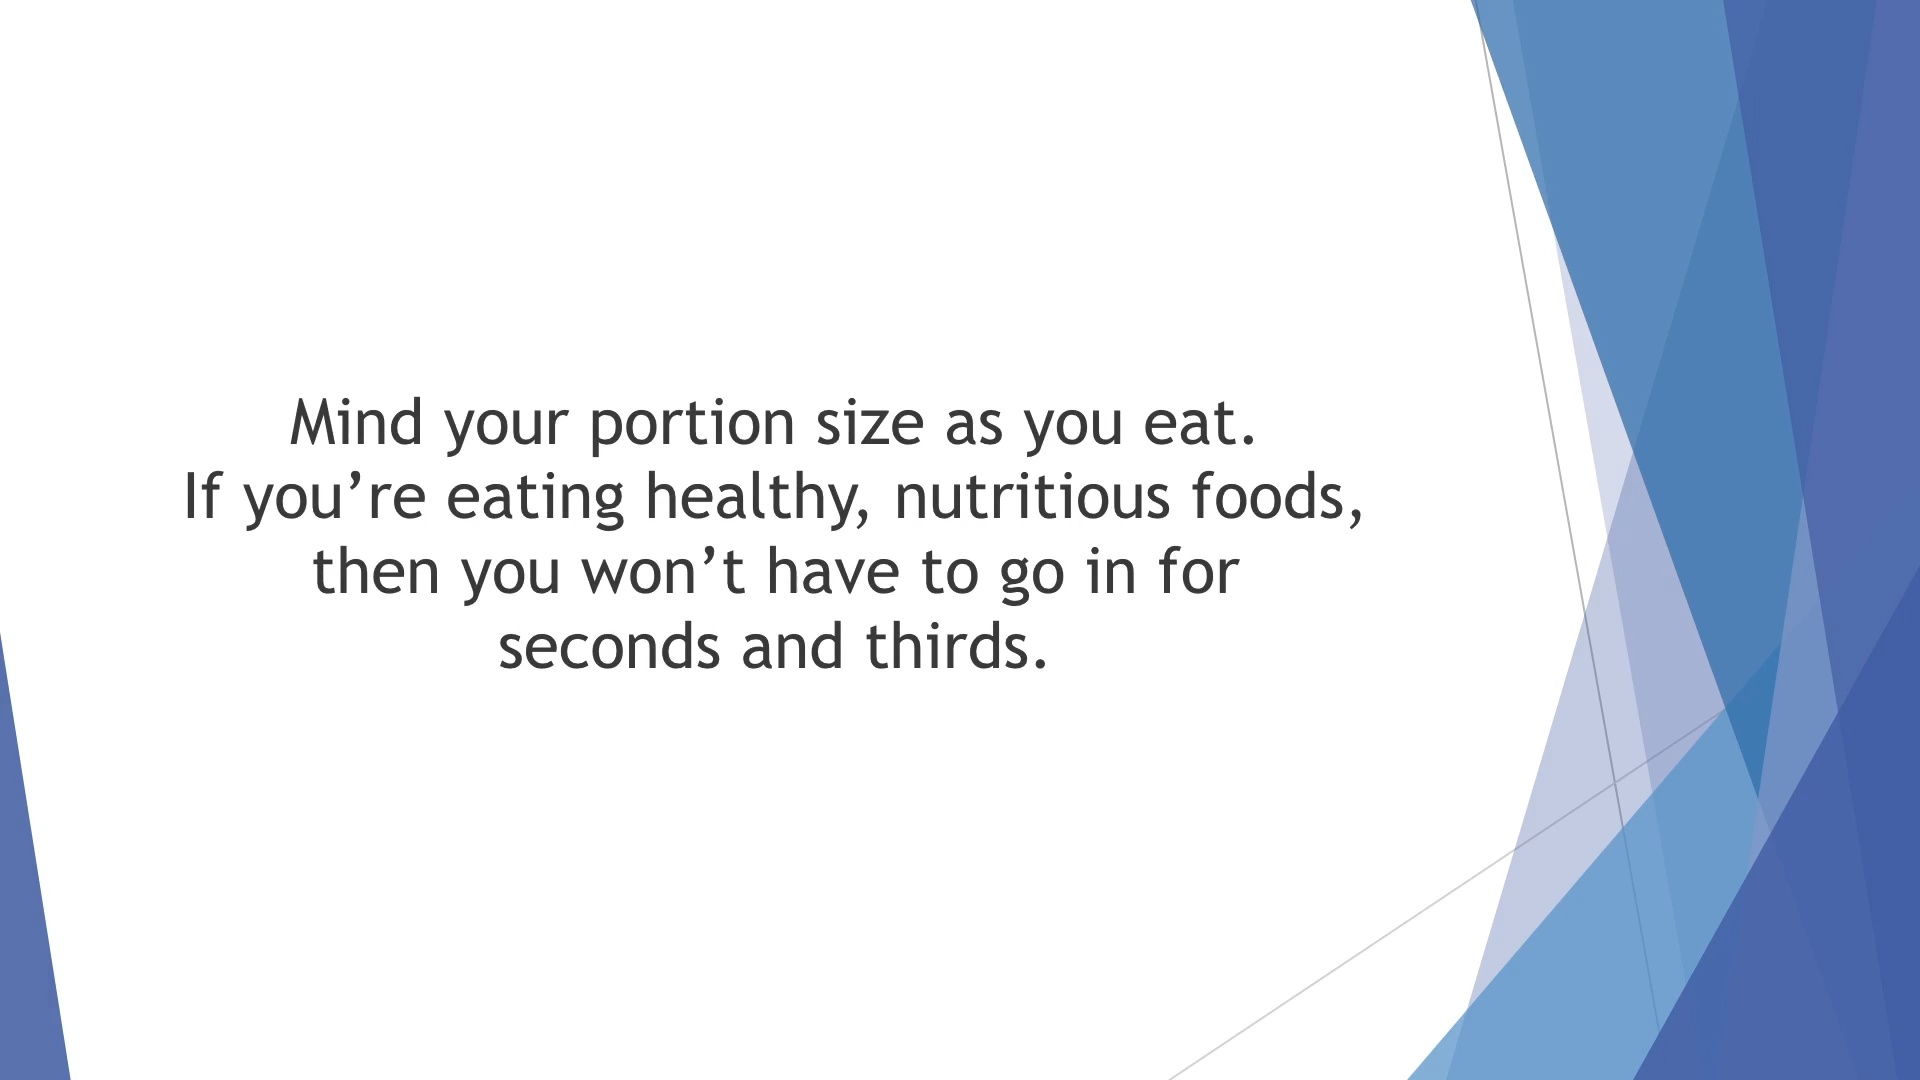 Mind your portion size as you eat.
If you’re eating healthy, nutritious foods,
then you won’t have to go in for
seconds and thirds.